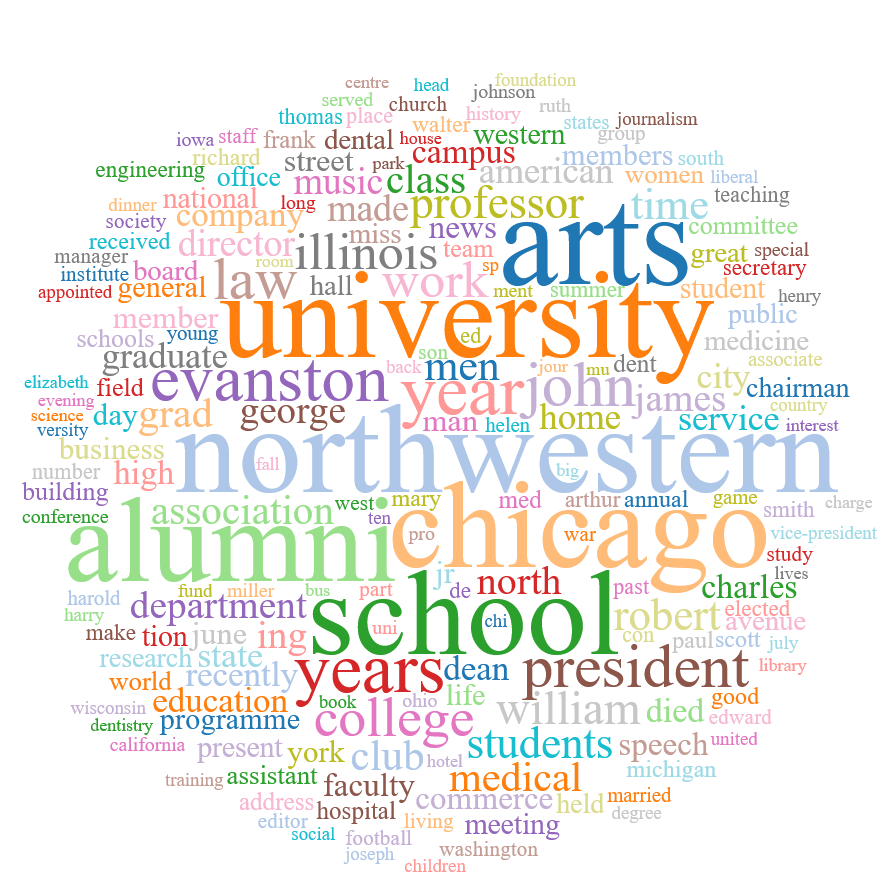 centre head foundation
served church johnson ruth
thomas place walter history states journalism
iowa staff frank dental house western group
engineering richard street park campus members south
office music class american women liberal
dinner national long made professor time teaching
society company miss news arts committee
received director illinois team great special
manager board hall work sp secretary
institute general law ment summer student henry
appointed room university public
member ed medicine
schools young son associate
graduate back men jour mu dent city
elizabeth field evanston year john chairman
evening day grad george james country
science man helen home service interest
versity northwestern
business fall big
number high chicago
building association west mary med arthur annual game smith charge
conference alumni ten pro war vice-president
study
harold fund miller bus part jr de north past charles lives
harry department school chi robert elected
make tion june ing uni con paul scott avenue july
research state years dean president library
world recently
wisconsin education book ohio life william died good edward
dentistry programme college students speech united
california present york club hotel michigan
training assistant faculty medical
address hospital commerce held married
editor living meeting degree
social football washington
joseph children